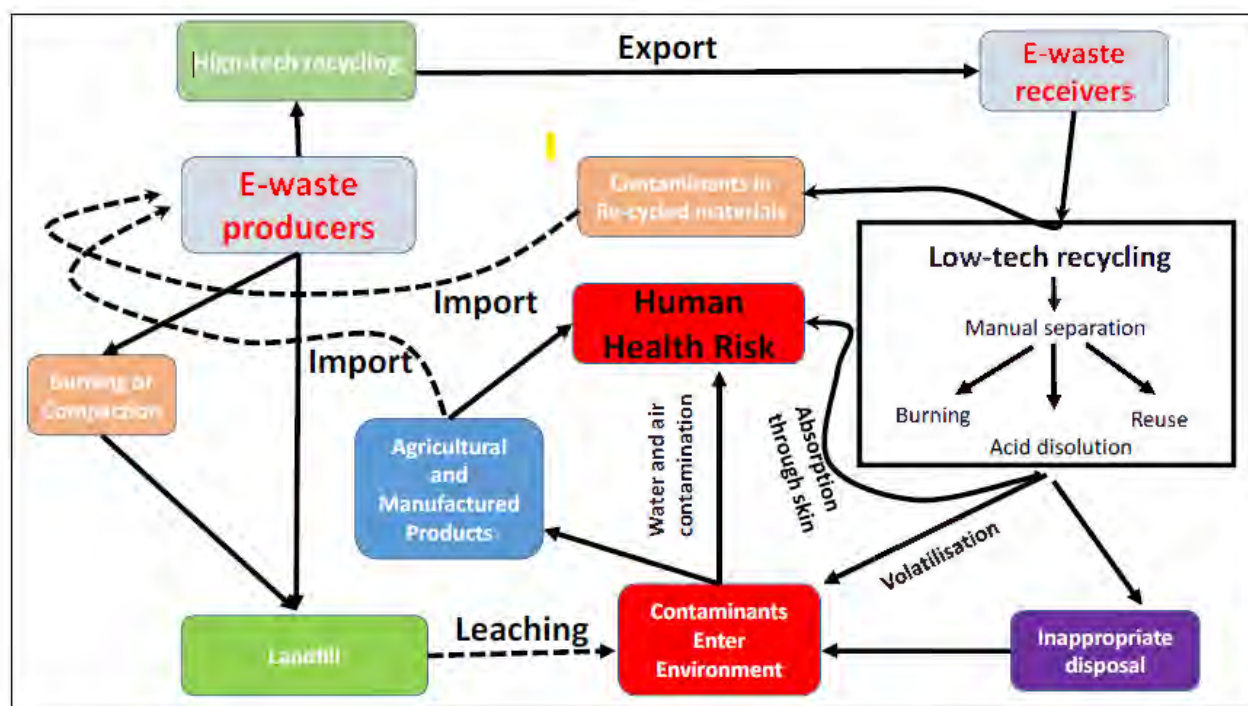 High-tech recycling
Export
E-waste
receivers
E-waste
producers
Contaminants in
Re-cycled materials
Low-tech recycling
Manual separation
Burning
Reuse
Acid disolution
Import
Human
Health Risk
Import
Burning or
Compaction
Agricultural
and
Manufactured
Products
Water and air
contamination
Absorption
through skin
Volatilisation
Landfill
Leaching
Contaminants
Enter
Environment
Inappropriate
disposal